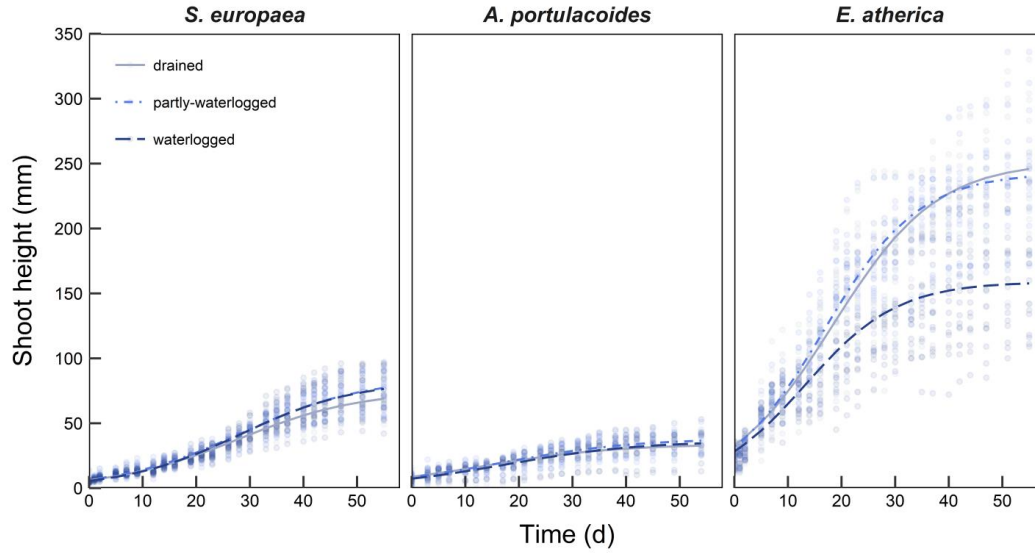 S. europaea
A. portulacoides
E. atherica
350
300
250
200
150
100
50
0
Shoot height (mm)
drained
partly-waterlogged
waterlogged
0 10 20 30 40 50
0 10 20 30 40 50
0 10 20 30 40 50
Time (d)